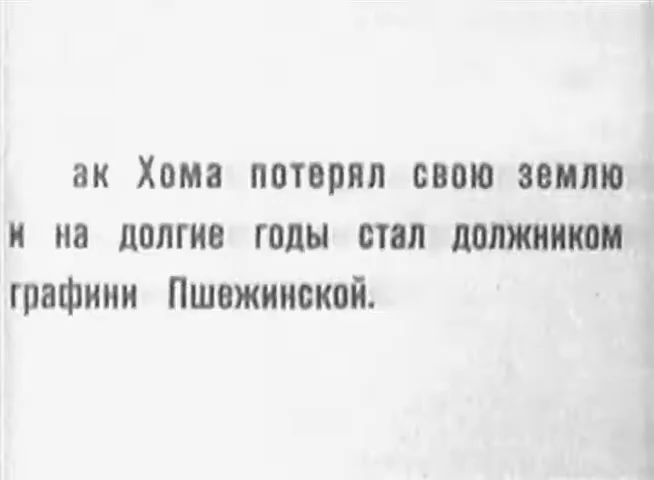 ак Хома потерял свою землю
и на долгие годы стал должником
графини Пшежинской.